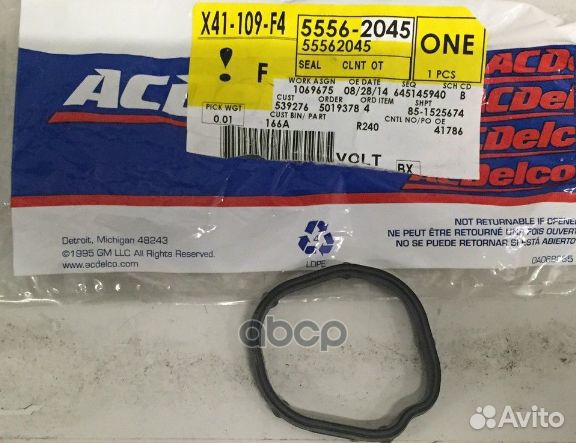 X41-109-F4
5556-2045
55562045
SEAL CLNT OT
ONE
1 PCS
! F
WORK ASGN OE DATE SEQ SCH CD
1069675 08/28/14 645145940 B
CUST ORDER ORD ITEM SHPT
539276 5019378 4 85-1525674
PICK WGT
0.01
CUST BIN/ PART CNTL NO/PO OE
166A R240 41786
VOLT
BX
ACDelco
ACDelco
ACDelco
NOT RETURNABLE IF OPENED
NE PEUT ÊTRE RETOURNÉ UNE FOIS OUVERT
NO SE PUEDE RETORNAR SI ESTÁ ABIERTO
Detroit, Michigan 48243
©1995 GM LLC All Rights
www.acdelco.com
LDPE
abcp
Avito